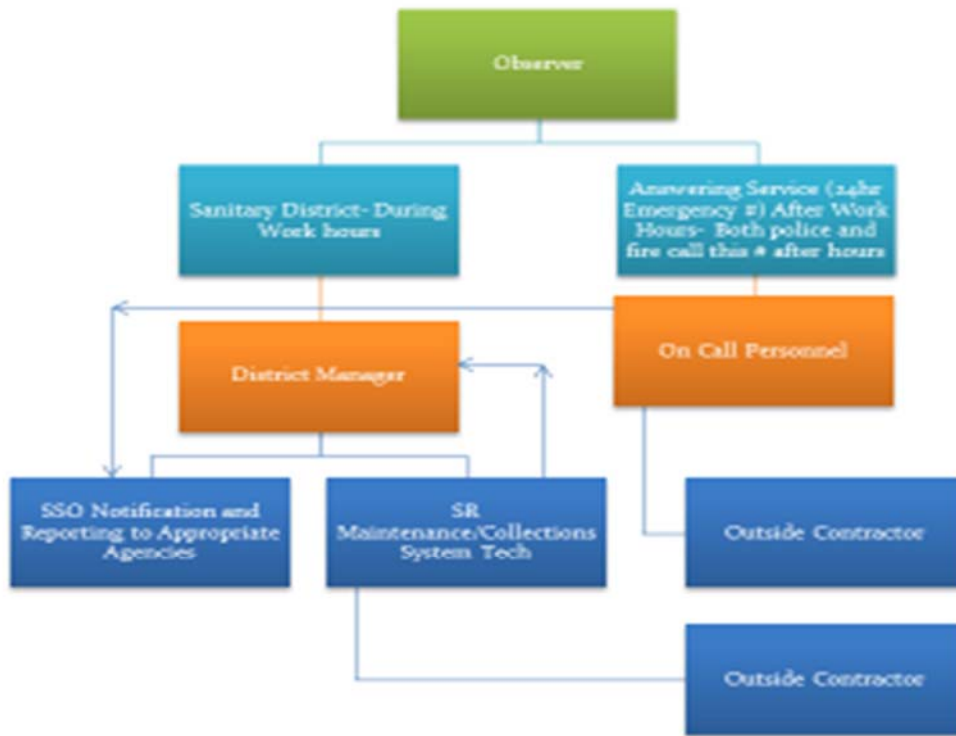 Observer
Sanitary District- During
Work hours
Answering Service (24hr
Emergency #) After Work
Hours- Both police and
fire call this # after hours
District Manager
On Call Personnel
SSO Notification and
Reporting to Appropriate
Agencies
SR
Maintenance/Collections
System Tech
Outside Contractor
Outside Contractor